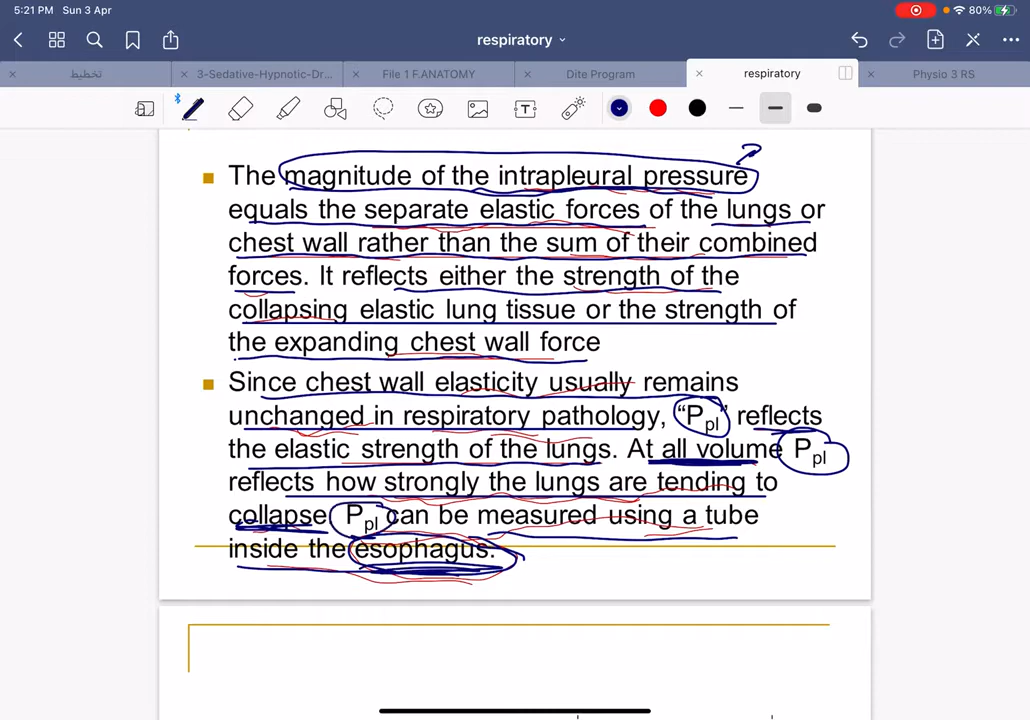 5:21 PM Sun 3 Apr
80%
respiratory
تخطيط
3-Sedative-Hypnotic-Dr...
File 1 F.ANATOMY
Dite Program
respiratory
Physio 3 RS
The magnitude of the intrapleural pressure
equals the separate elastic forces of the lungs or
chest wall rather than the sum of their combined
forces. It reflects either the strength of the
collapsing elastic lung tissue or the strength of
the expanding chest wall force
Since chest wall elasticity usually remains
unchanged in respiratory pathology, "Ppl" reflects
the elastic strength of the lungs. At all volume Ppl
reflects how strongly the lungs are tending to
collapse Ppl can be measured using a tube
inside the esophagus.